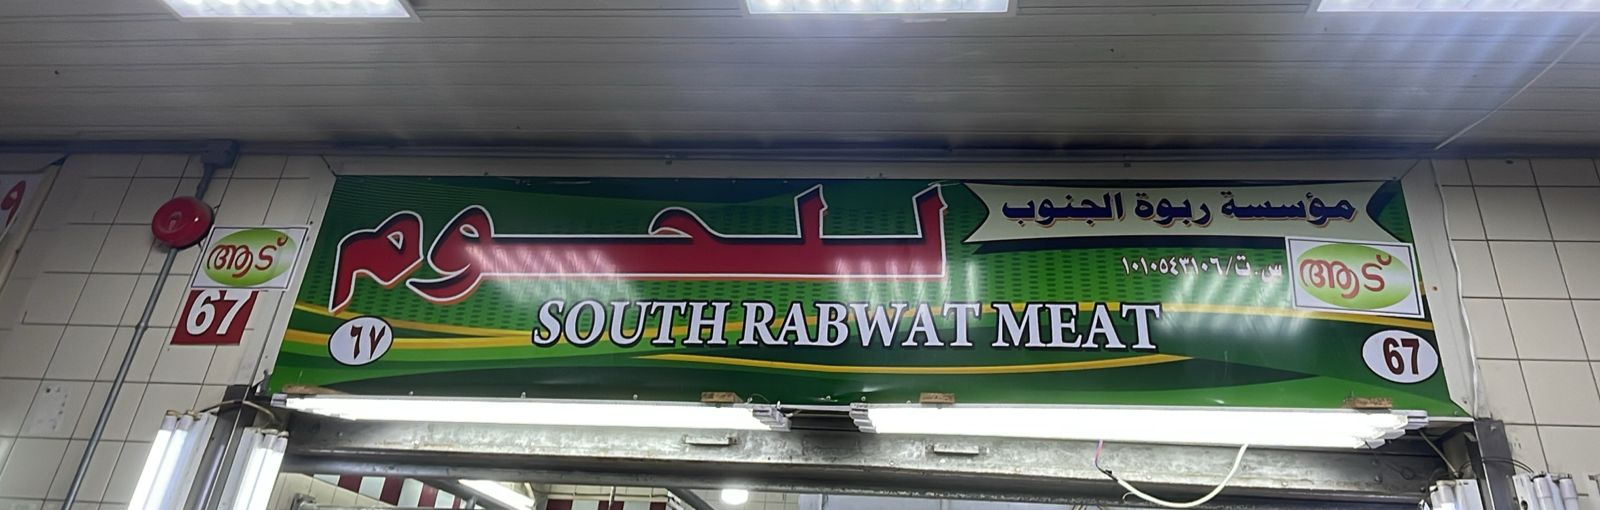 مؤسسة ربوة الجنوب
للحوم
س.ت/١٠١٠٥٤٣١٠٦
ആട്
ആട്
67
SOUTH RABWAT MEAT
٦٧
67